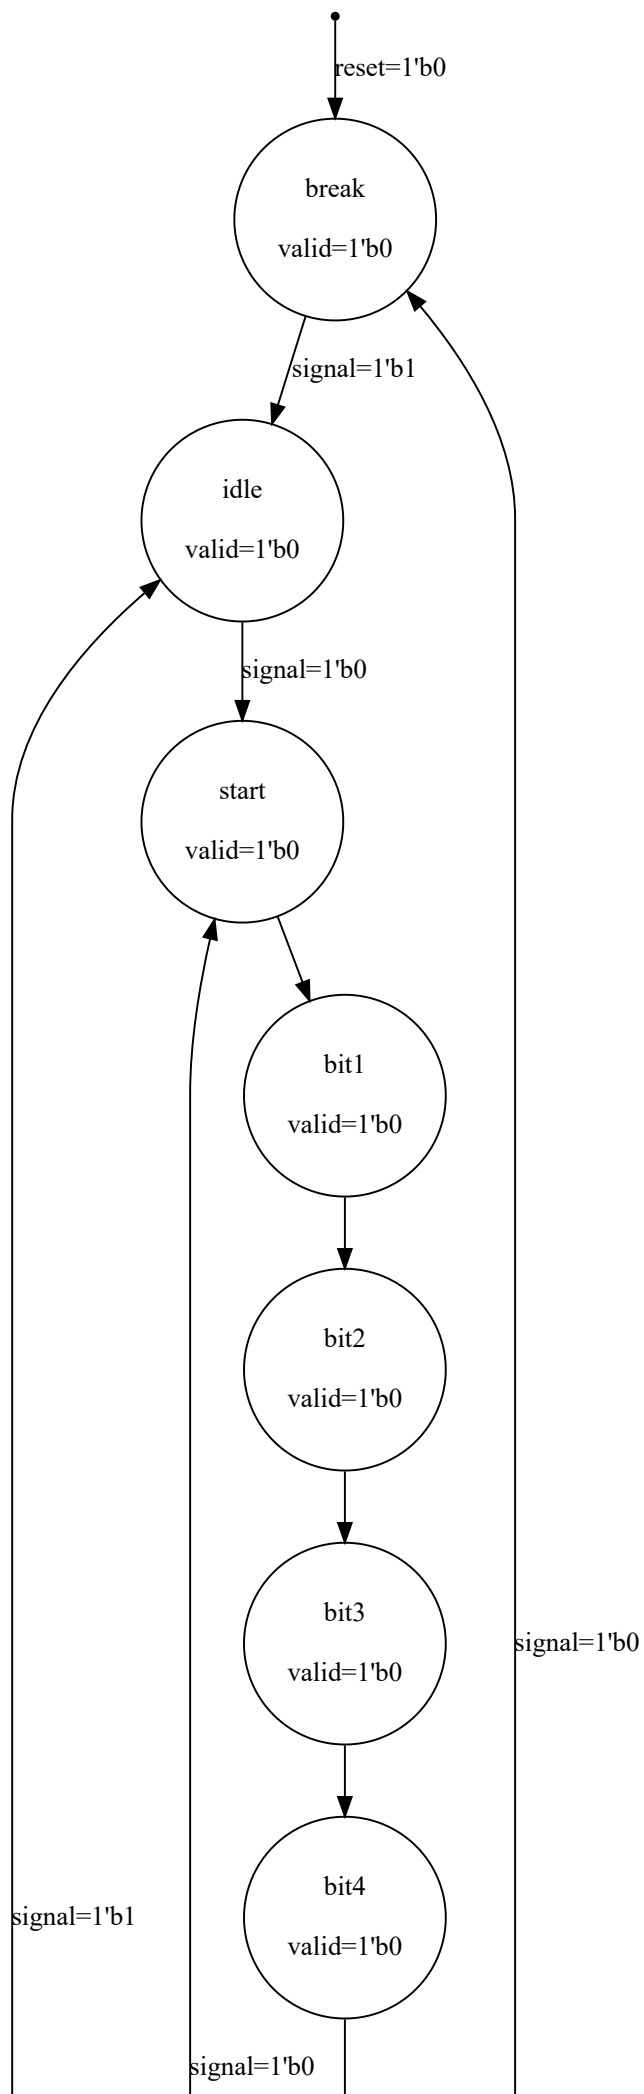 reset=1'b0
break
valid=1'b0
signal=1'b1
idle
valid=1'b0
signal=1'b0
start
valid=1'b0
bit1
valid=1'b0
bit2
valid=1'b0
bit3
valid=1'b0
signal=1'b0
bit4
valid=1'b0
signal=1'b1
signal=1'b0